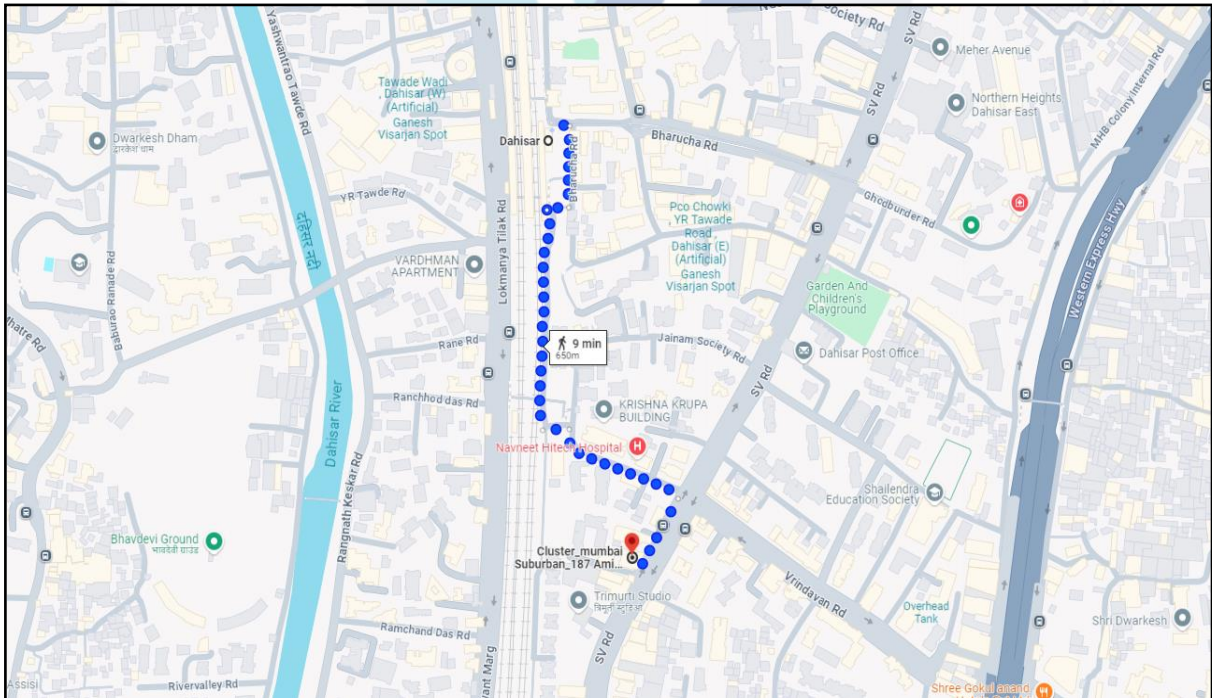 Yashwantrao Tawde Rd
Society Rd
SV Rd
Meher Avenue
Tawade Wadi
, Dahisar (W)
(Artificial)
Ganesh
Visarjan Spot
Northern Heights
Dahisar East
MHB Colony Internal Rd
Dwarkesh Dham
द्वारकेश धाम
Dahisar
Bharucha Rd
Bharucha Rd
SV Rd
YR Tawde Rd
Ghodburder Rd
Pco Chowki
, YR Tawade
Road ,
Dahisar (E)
(Artificial)
Ganesh
Visarjan Spot
दहिसर नदी
Lokmanya Tilak Rd
VARDHMAN
APARTMENT
Western Express Hwy
Garden And
Children's
Playground
Baburao Ranade Rd
Mhatre Rd
9 min
650m
Rane Rd
Jainam Society Rd
Dahisar Post Office
SV Rd
Ranchhod das Rd
KRISHNA KRUPA
BUILDING
Dahisar River
Navneet Hitech Hospital
Rangnath Keskar Rd
Shailendra
Education Society
Bhavdevi Ground
भावदेवी ग्राउंड
Cluster_mumbai
Suburban_187 Ami...
Vrindavan Rd
Trimurti Studio
त्रिमूर्ती स्टुडिओ
Overhead
Tank
Shri Dwarkesh
Ramchand Das Rd
SV Rd
ant Marg
Assisi
Rivervalley Rd
Shree Gokul anand